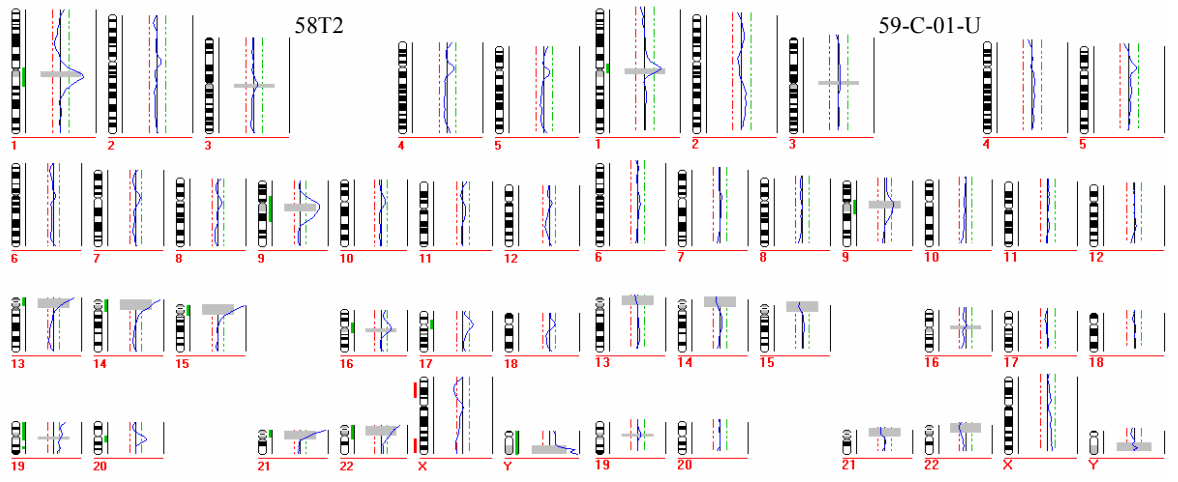 58T2 59-C-01-U
1 2 3 4 5 1 2 3 4 5
6 7 8 9 10 11 12 6 7 8 9 10 11 12
13 14 15 16 17 18 13 14 15 16 17 18
19 20 21 22 X Y 19 20 21 22 X Y